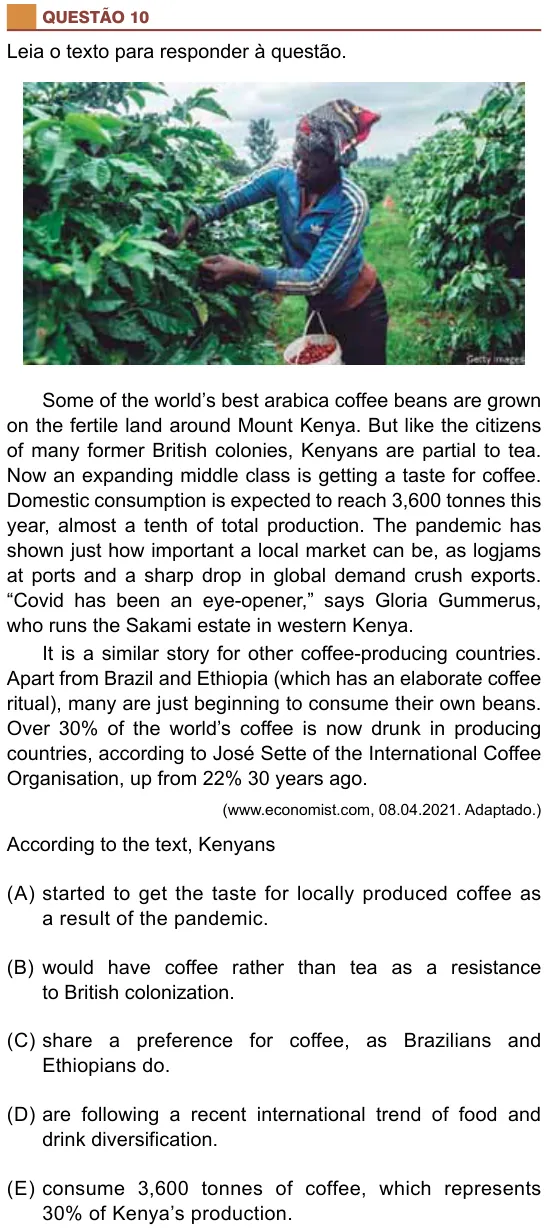 QUESTÃO 10
Leia o texto para responder à questão.
Getty Images
Some of the world’s best arabica coffee beans are grown
on the fertile land around Mount Kenya. But like the citizens
of many former British colonies, Kenyans are partial to tea.
Now an expanding middle class is getting a taste for coffee.
Domestic consumption is expected to reach 3,600 tonnes this
year, almost a tenth of total production. The pandemic has
shown just how important a local market can be, as logjams
at ports and a sharp drop in global demand crush exports.
“Covid has been an eye-opener,” says Gloria Gummerus,
who runs the Sakami estate in western Kenya.
It is a similar story for other coffee-producing countries.
Apart from Brazil and Ethiopia (which has an elaborate coffee
ritual), many are just beginning to consume their own beans.
Over 30% of the world’s coffee is now drunk in producing
countries, according to José Sette of the International Coffee
Organisation, up from 22% 30 years ago.
(www.economist.com, 08.04.2021. Adaptado.)
According to the text, Kenyans
(A) started to get the taste for locally produced coffee as
a result of the pandemic.
(B) would have coffee rather than tea as a resistance
to British colonization.
(C) share a preference for coffee, as Brazilians and
Ethiopians do.
(D) are following a recent international trend of food and
drink diversification.
(E) consume 3,600 tonnes of coffee, which represents
30% of Kenya’s production.